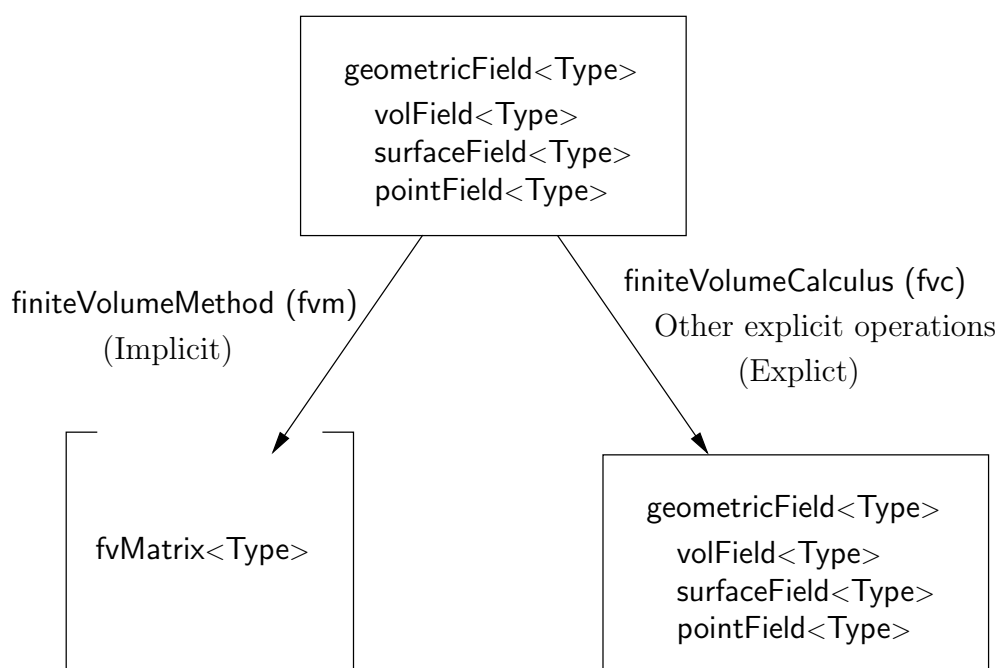 geometricField<Type>
volField<Type>
surfaceField<Type>
pointField<Type>
finiteVolumeMethod (fvm)
(Implicit)
finiteVolumeCalculus (fvc)
Other explicit operations
(Explict)
fvMatrix<Type>
geometricField<Type>
volField<Type>
surfaceField<Type>
pointField<Type>